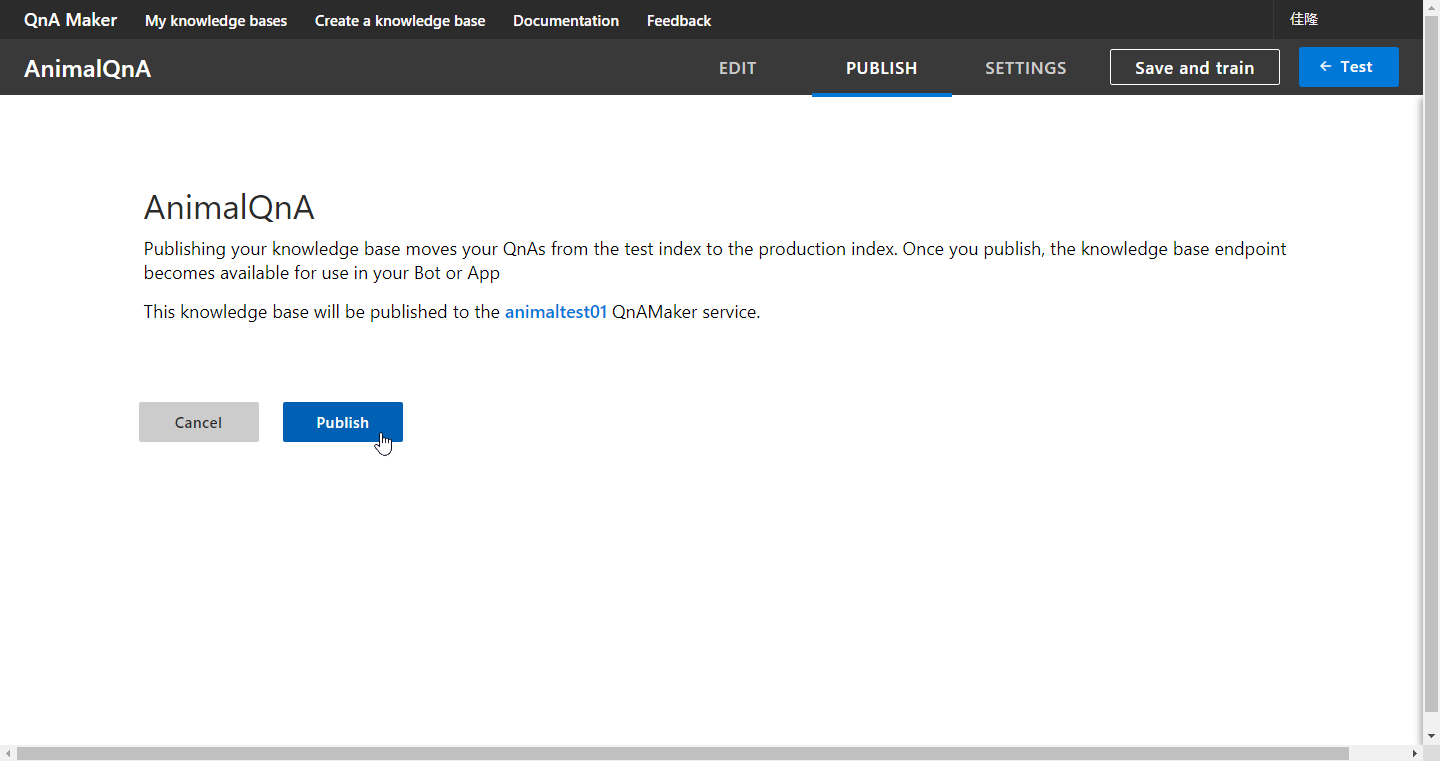 QnA Maker My knowledge bases Create a knowledge base Documentation Feedback 佳隆
AnimalQnA EDIT PUBLISH SETTINGS Save and train ← Test
AnimalQnA
Publishing your knowledge base moves your QnAs from the test index to the production index. Once you publish, the knowledge base endpoint
becomes available for use in your Bot or App
This knowledge base will be published to the animaltest01 QnAMaker service.
Cancel Publish